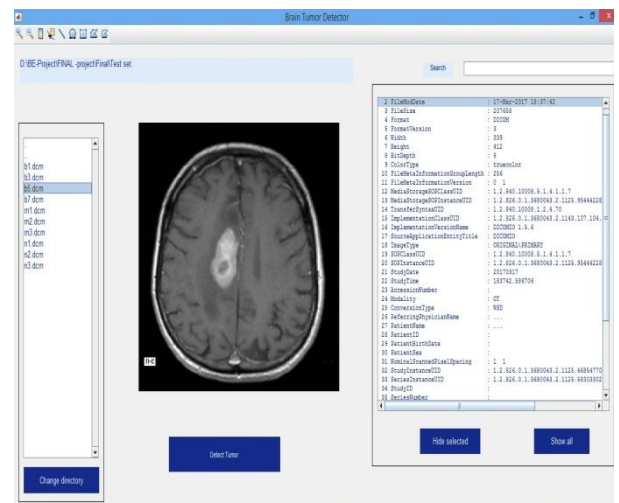 Brain Tumor Detector
D:\BE-Project\FINAL -project\Final\Test set
Search
.
..
b1.dcm
b3.dcm
b5.dcm
b7.dcm
m1.dcm
m2.dcm
m3.dcm
n1.dcm
n2.dcm
n3.dcm
Change directory
Detect Tumor
2 FileModDate : 17-Mar-2017 18:37:42
3 FileSize : 207658
4 Format : DICOM
5 FormatVersion : 3
6 Width : 339
7 Height : 412
8 BitDepth : 8
9 ColorType : truecolor
10 FileMetaInformationGroupLength : 206
11 FileMetaInformationVersion : 0 1
12 MediaStorageSOPClassUID : 1.2.840.10008.5.1.4.1.1.7
13 MediaStorageSOPInstanceUID : 1.2.826.0.1.3680043.2.1125.95444228
14 TransferSyntaxUID : 1.2.840.10008.1.2.4.70
15 ImplementationClassUID : 1.2.826.0.1.3680043.2.1143.107.104.
16 ImplementationVersionName : DICOMIO 1.5.6
17 SourceApplicationEntityTitle : DICOMIO
18 ImageType : ORIGINAL\PRIMARY
19 SOPClassUID : 1.2.840.10008.5.1.4.1.1.7
20 SOPInstanceUID : 1.2.826.0.1.3680043.2.1125.95444228
21 StudyDate : 20170317
22 StudyTime : 183742.586706
23 AccessionNumber :
24 Modality : OT
25 ConversionType : WSD
26 ReferringPhysicianName : ...
27 PatientName : ...
28 PatientID :
29 PatientBirthDate :
30 PatientSex :
31 NominalScannedPixelSpacing : 1 1
32 StudyInstanceUID : 1.2.826.0.1.3680043.2.1125.46854770
33 SeriesInstanceUID : 1.2.826.0.1.3680043.2.1125.58303302
34 StudyID :
35 SeriesNumber :
Hide selected
Show all